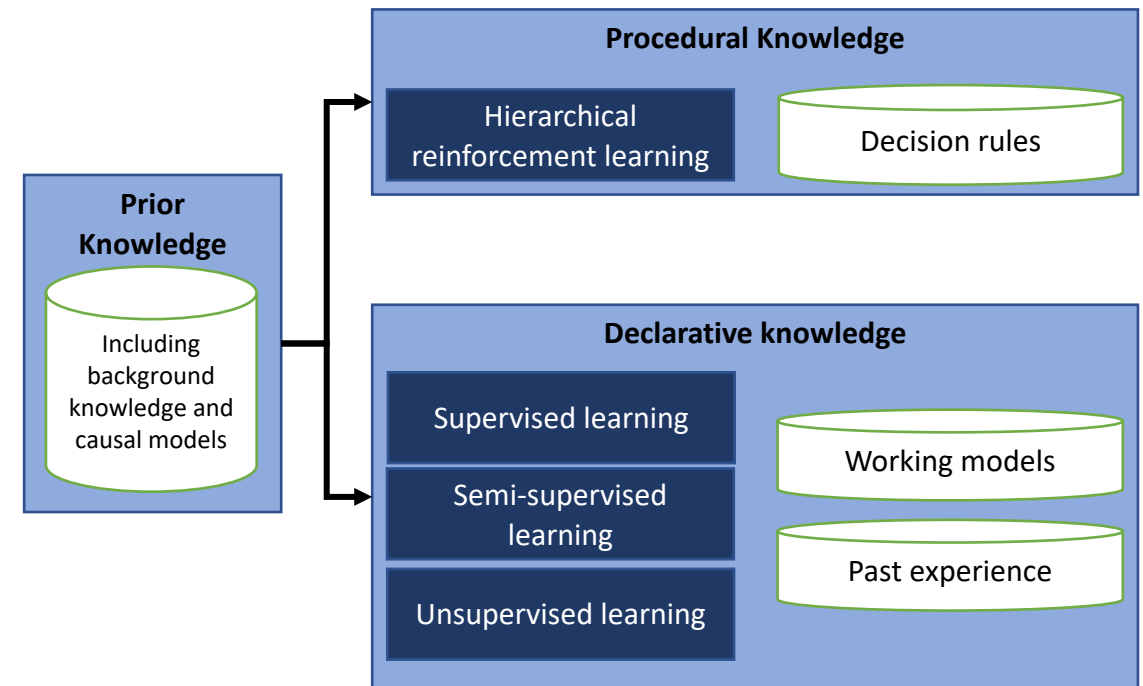 Procedural Knowledge
Hierarchical
reinforcement learning
Decision rules
Prior
Knowledge
Including
background
knowledge and
causal models
Declarative knowledge
Supervised learning
Semi-supervised
learning
Unsupervised learning
Working models
Past experience